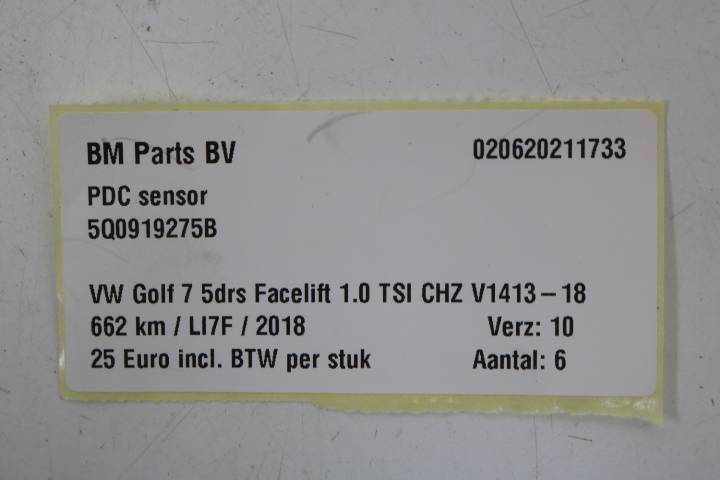 BM Parts BV 020620211733
PDC sensor
5Q0919275B
VW Golf 7 5drs Facelift 1.0 TSI CHZ V1413-18
662 km / LI7F / 2018 Verz: 10
25 Euro incl. BTW per stuk Aantal: 6